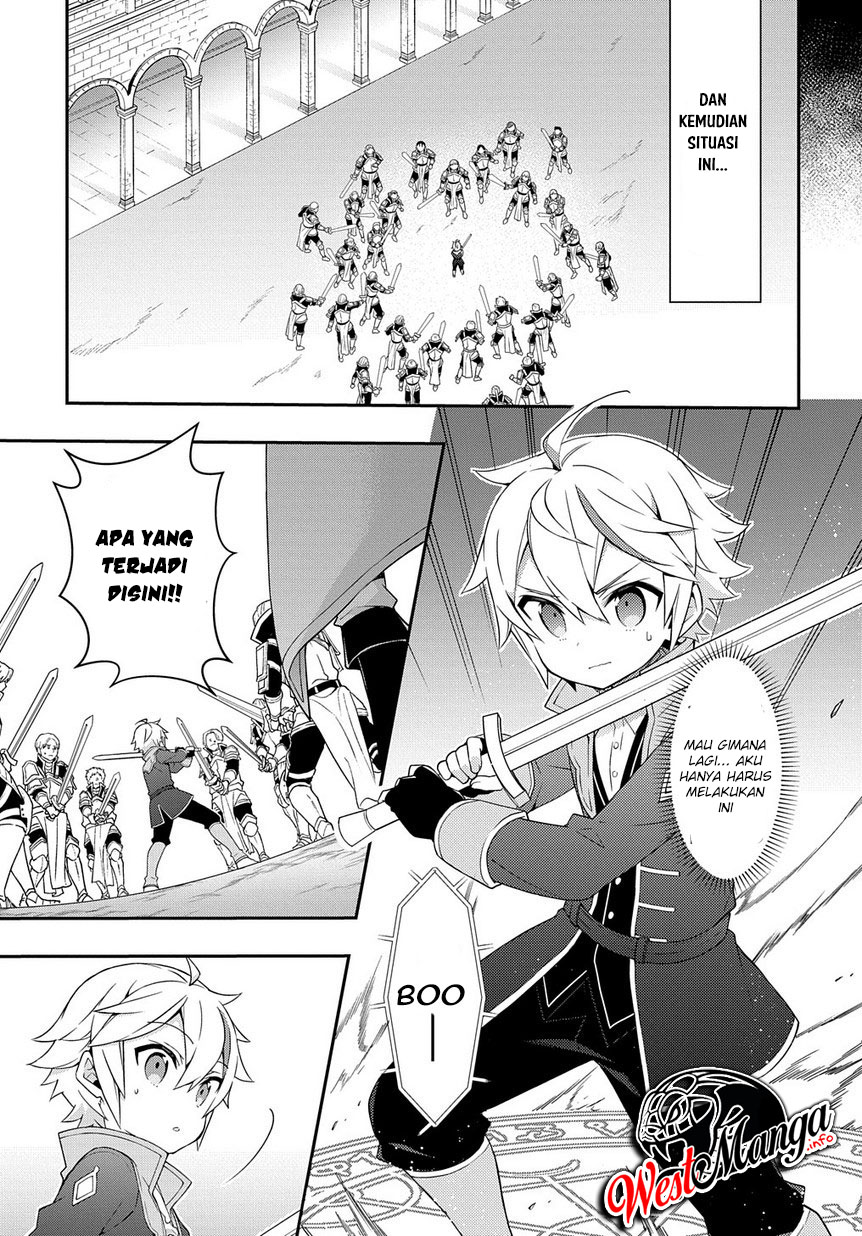 DAN
KEMUDIAN
SITUASI
INI...
MAU GIMANA
LAGI... AKU
HANYA HARUS
MELAKUKAN
INI
BOO
—
APA YANG
TERJADI
DISINI!!
WestManga
.info